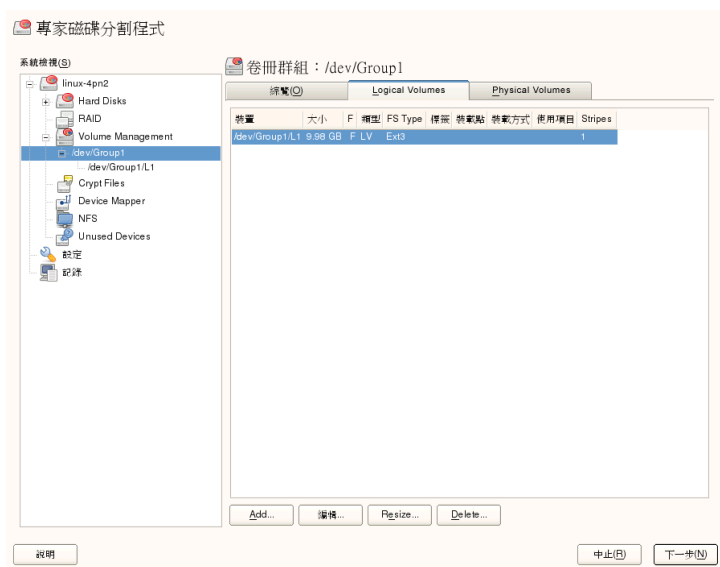 專家磁碟分割程式
系統檢視(S)
linux-4pn2
Hard Disks
RAID
Volume Management
/dev/Group1
/dev/Group1/L1
Crypt Files
Device Mapper
NFS
Unused Devices
設定
記錄
卷冊群組：/dev/Group1
綜覽(O) Logical Volumes Physical Volumes
裝置 大小 F 類型 FS Type 標籤 裝載點 裝載方式 使用項目 Stripes
/dev/Group1/L1 9.98 GB F LV Ext3 1
Add... 編輯... Resize... Delete...
說明 中止(R) 下一步(N)